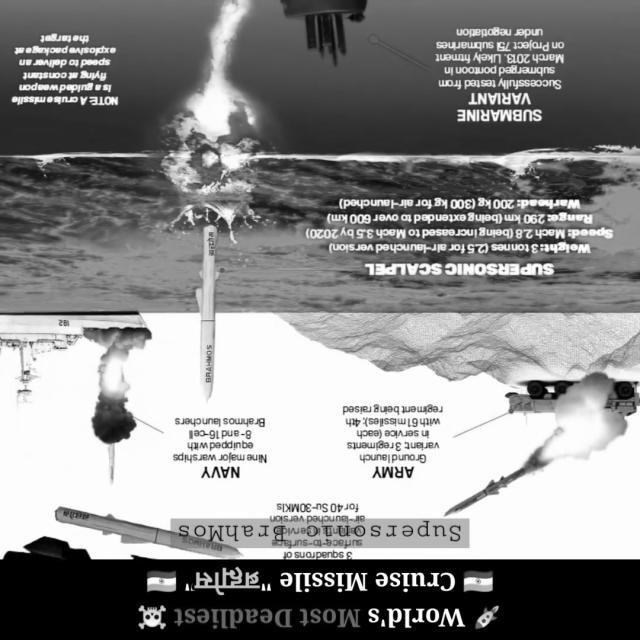 World's Most Deadliest
Cruise Missile "ब्रह्मोस"
3 squadrons of
surface-to-surface
air-launched version
for 40 Su-30MKIs
Supersonic BrahMos
ARMY
Ground launch
variant: 3 regiments
in service (each
with 61 missiles); 4th
regiment being raised
NAVY
Nine major warships
equipped with
8- and 16-cell
Brahmos launchers
BRAHMOS
192
SUPERSONIC SCALPEL
Weight: 3 tonnes (2.5 for air-launched version)
Speed: Mach 2.8 (being increased to Mach 3.5 by 2020)
Range: 290 km (being extended to over 600 km)
Warhead: 200 kg (300 kg for air-launched)
SUBMARINE
VARIANT
Successfully tested from
submerged pontoon in
March 2013. Likely fitment
on Project 75I submarines
under negotiation
NOTE: A cruise missile
is a guided weapon
flying at constant
speed to deliver an
explosive package at
the target